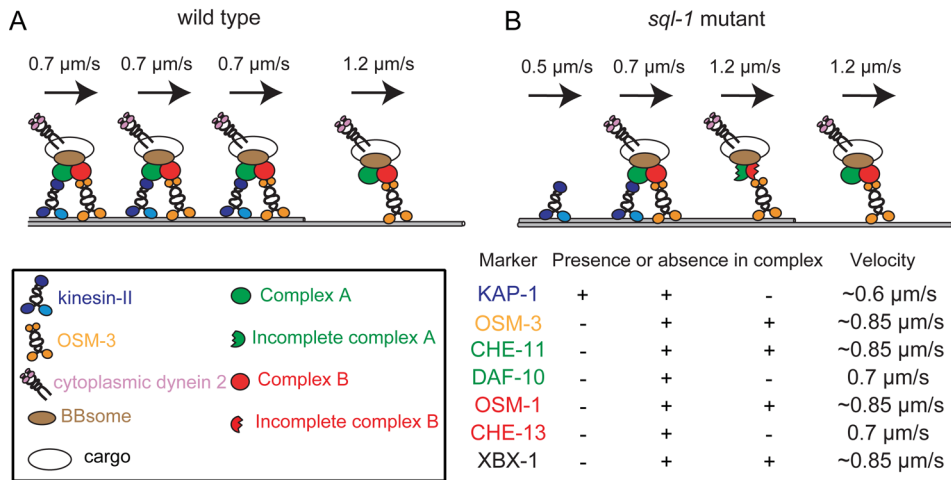 A
wild type
0.7 µm/s 0.7 µm/s 0.7 µm/s 1.2 µm/s
kinesin-II
OSM-3
cytoplasmic dynein 2
BBsome
cargo
Complex A
Incomplete complex A
Complex B
Incomplete complex B
B
sql-1 mutant
0.5 µm/s 0.7 µm/s 1.2 µm/s 1.2 µm/s
Marker Presence or absence in complex Velocity
KAP-1 + + - ~0.6 µm/s
OSM-3 - + + ~0.85 µm/s
CHE-11 - + + ~0.85 µm/s
DAF-10 - + - 0.7 µm/s
OSM-1 - + + ~0.85 µm/s
CHE-13 - + - 0.7 µm/s
XBX-1 - + + ~0.85 µm/s